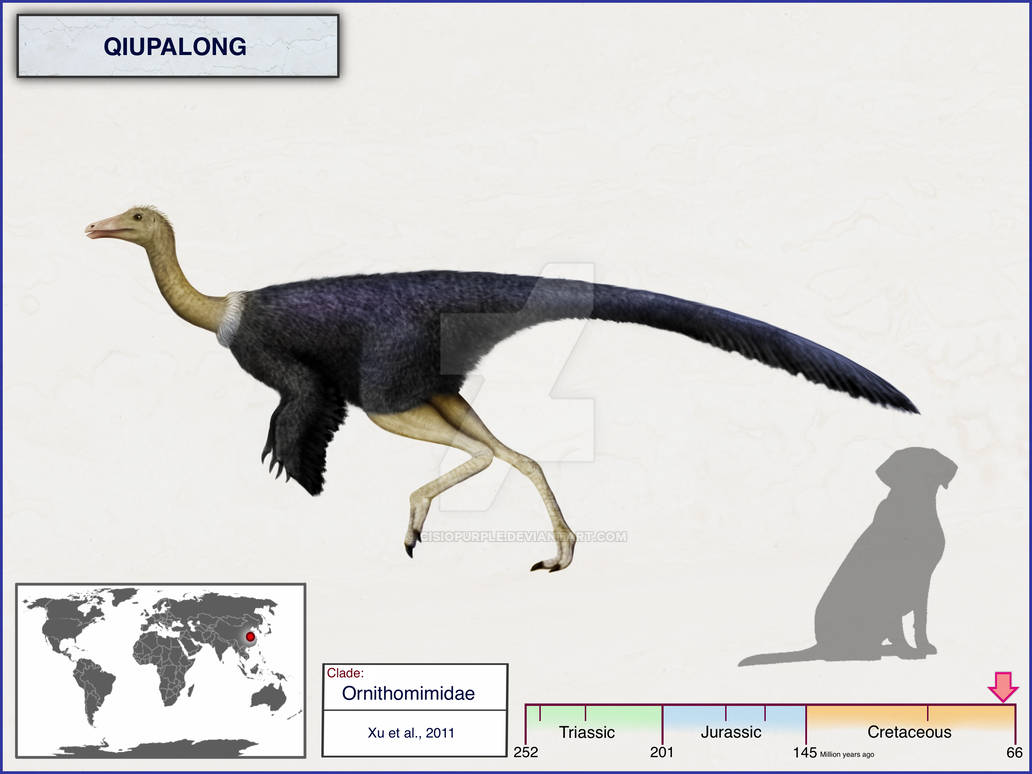 QIUPALONG
CISIOPURPLE.DEVIANTART.COM
Clade:
Ornithomimidae
Xu et al., 2011
Triassic
Jurassic
Cretaceous
252
201
145 Million years ago
66